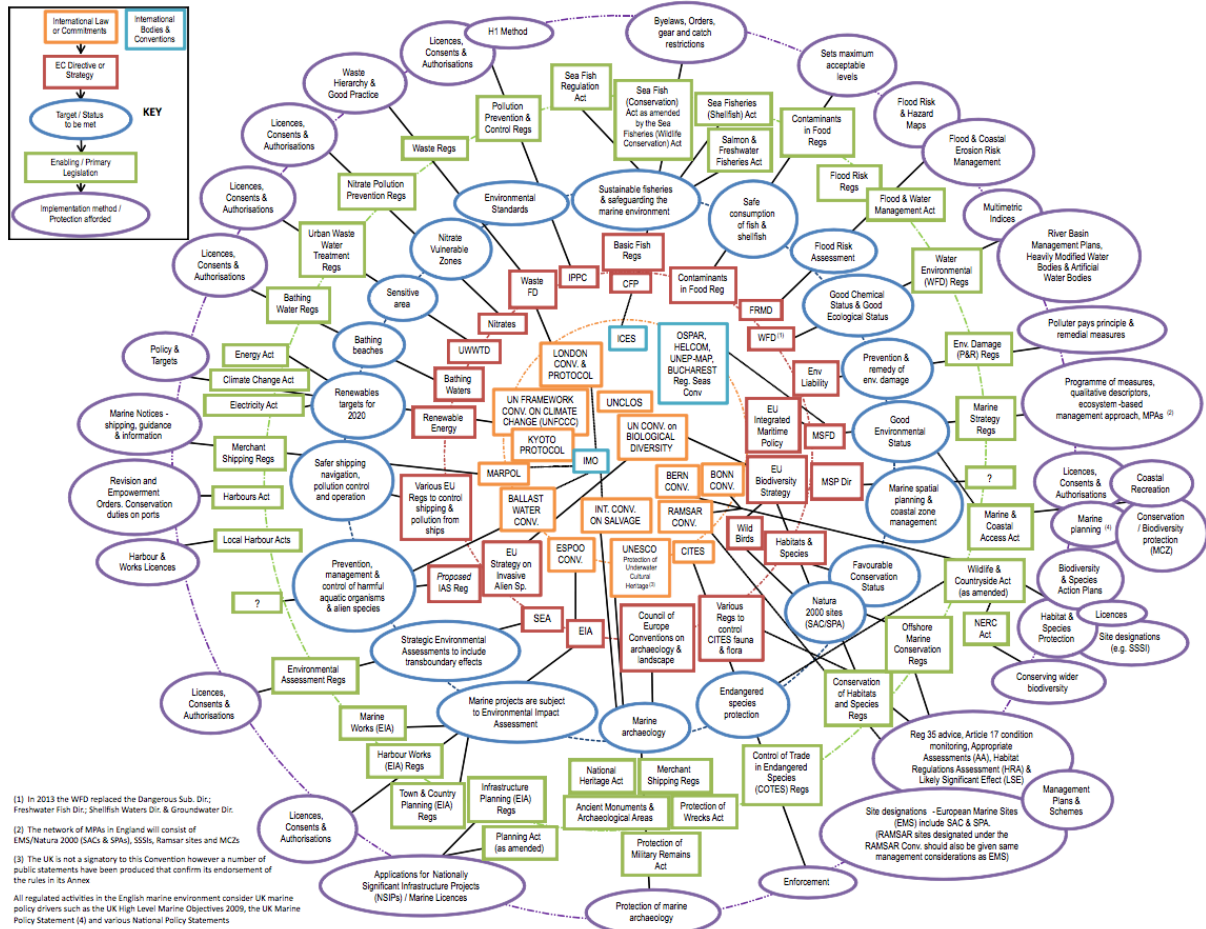 International Law
or Commitments
International
Bodies &
Conventions
EC Directive or
Strategy
Target / Status
to be met
KEY
Enabling / Primary
Legislation
Implementation method /
Protection afforded
Licences,
Consents &
Authorisations
H1 Method
Byelaws, Orders,
gear and catch
restrictions
Sets maximum
acceptable
levels
Waste
Hierarchy &
Good Practice
Flood Risk
& Hazard
Maps
Licences,
Consents &
Authorisations
Flood & Coastal
Erosion Risk
Management
Licences,
Consents &
Authorisations
Multimetric
Indices
Licences,
Consents &
Authorisations
River Basin
Management Plans,
Heavily Modified Water
Bodies & Artificial
Water Bodies
Policy &
Targets
Polluter pays principle &
remedial measures
Marine Notices -
shipping, guidance
& information
Programme of measures,
qualitative descriptors,
ecosystem-based
management approach, MPAs (2)
Revision and
Empowerment
Orders. Conservation
duties on ports
Licences,
Consents &
Authorisations
Coastal
Recreation
Marine
planning (4)
Conservation
/ Biodiversity
protection
(MCZ)
Harbour &
Works Licences
Biodiversity
& Species
Action Plans
Habitat &
Species
Protection
Licences
Site designations
(e.g. SSSI)
Conserving wider
biodiversity
Licences,
Consents &
Authorisations
Reg 35 advice, Article 17 condition
monitoring, Appropriate
Assessments (AA), Habitat
Regulations Assessment (HRA) &
Likely Significant Effect (LSE)
Management
Plans &
Schemes
Site designations - European Marine Sites
(EMS) include SAC & SPA.
(RAMSAR sites designated under the
RAMSAR Conv. should also be given same
management considerations as EMS)
Licences,
Consents &
Authorisations
Applications for Nationally
Significant Infrastructure Projects
(NSIPs) / Marine Licences
Protection of marine
archaeology
Enforcement
Sea Fish
Regulation
Act
Sea Fish
(Conservation)
Act as amended
by the Sea
Fisheries (Wildlife
Conservation) Act
Sea Fisheries
(Shellfish) Act
Salmon &
Freshwater
Fisheries Act
Contaminants
in Food
Regs
Pollution
Prevention &
Control Regs
Waste Regs
Flood Risk
Regs
Nitrate Pollution
Prevention Regs
Flood & Water
Management Act
Urban Waste
Water
Treatment
Regs
Water
Environmental
(WFD) Regs
Bathing
Water Regs
Env. Damage
(P&R) Regs
Energy Act
Climate Change Act
Electricity Act
Marine
Strategy
Regs
Merchant
Shipping Regs
?
Harbours Act
Marine &
Coastal
Access Act
Local Harbour Acts
Wildlife &
Countryside Act
(as amended)
?
NERC
Act
Offshore
Marine
Conservation
Regs
Environmental
Assessment Regs
Conservation
of Habitats
and Species
Regs
Marine
Works (EIA)
Harbour Works
(EIA) Regs
Town & Country
Planning (EIA)
Regs
Infrastructure
Planning (EIA)
Regs
Planning Act
(as amended)
National
Heritage Act
Merchant
Shipping Regs
Ancient Monuments &
Archaeological Areas
Protection of
Wrecks Act
Protection of
Military Remains
Act
Control of Trade
in Endangered
Species
(COTES) Regs
Environmental
Standards
Sustainable fisheries
& safeguarding the
marine environment
Safe
consumption
of fish &
shellfish
Nitrate
Vulnerable
Zones
Flood Risk
Assessment
Sensitive
area
Good Chemical
Status & Good
Ecological Status
Bathing
beaches
Prevention &
remedy of
env. damage
Renewables
targets for
2020
Good
Environmental
Status
Safer shipping
navigation,
pollution control
and operation
Marine spatial
planning &
coastal zone
management
Prevention,
management &
control of harmful
aquatic organisms
& alien species
Favourable
Conservation
Status
Natura
2000 sites
(SAC/SPA)
Strategic Environmental
Assessments to include
transboundary effects
Marine projects are subject
to Environmental Impact
Assessment
Marine
archaeology
Endangered
species
protection
Basic Fish
Regs
IPPC
CFP
Waste
FD
Contaminants
in Food Reg
Nitrates
FRMD
UWWTD
WFD (1)
Bathing
Waters
Env
Liability
Renewable
Energy
EU
Integrated
Maritime
Policy
MSFD
Various EU
Regs to control
shipping &
pollution from
ships
EU
Biodiversity
Strategy
MSP Dir
Wild
Birds
Habitats &
Species
Proposed
IAS Reg
EU
Strategy on
Invasive
Alien Sp.
SEA
EIA
Council of
Europe
Conventions on
archaeology &
landscape
Various
Regs to
control
CITES fauna
& flora
ICES
OSPAR,
HELCOM,
UNEP-MAP,
BUCHAREST
Reg. Seas
Conv
LONDON
CONV. &
PROTOCOL
UN FRAMEWORK
CONV. ON CLIMATE
CHANGE (UNFCCC)
UNCLOS
KYOTO
PROTOCOL
UN CONV. on
BIOLOGICAL
DIVERSITY
MARPOL
IMO
BERN
CONV.
BONN
CONV.
BALLAST
WATER
CONV.
INT. CONV.
ON SALVAGE
RAMSAR
CONV.
ESPOO
CONV.
UNESCO
Protection of
Underwater
Cultural
Heritage (3)
CITES
(1) In 2013 the WFD replaced the Dangerous Sub. Dir.;
Freshwater Fish Dir.; Shellfish Waters Dir. & Groundwater Dir.
(2) The network of MPAs in England will consist of
EMS/Natura 2000 (SACs & SPAs), SSSIs, Ramsar sites and MCZs
(3) The UK is not a signatory to this Convention however a number of
public statements have been produced that confirm its endorsement of
the rules in its Annex
All regulated activities in the English marine environment consider UK marine
policy drivers such as the UK High Level Marine Objectives 2009, the UK Marine
Policy Statement (4) and various National Policy Statements